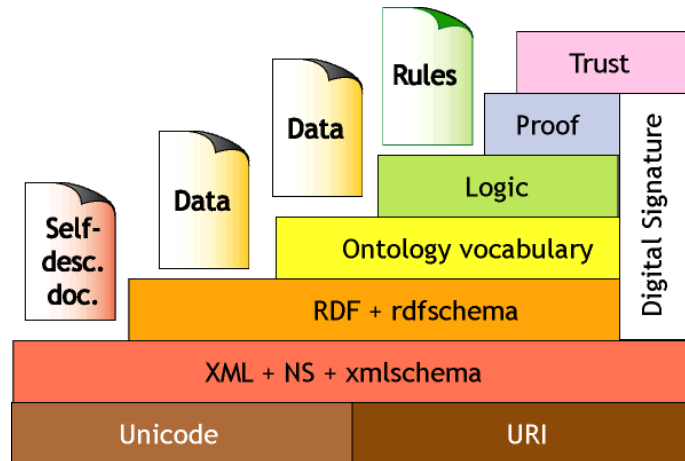 Rules
Trust
Data
Proof
Data
Logic
Digital Signature
Self-
desc.
doc.
Ontology vocabulary
RDF + rdfschema
XML + NS + xmlschema
Unicode
URI